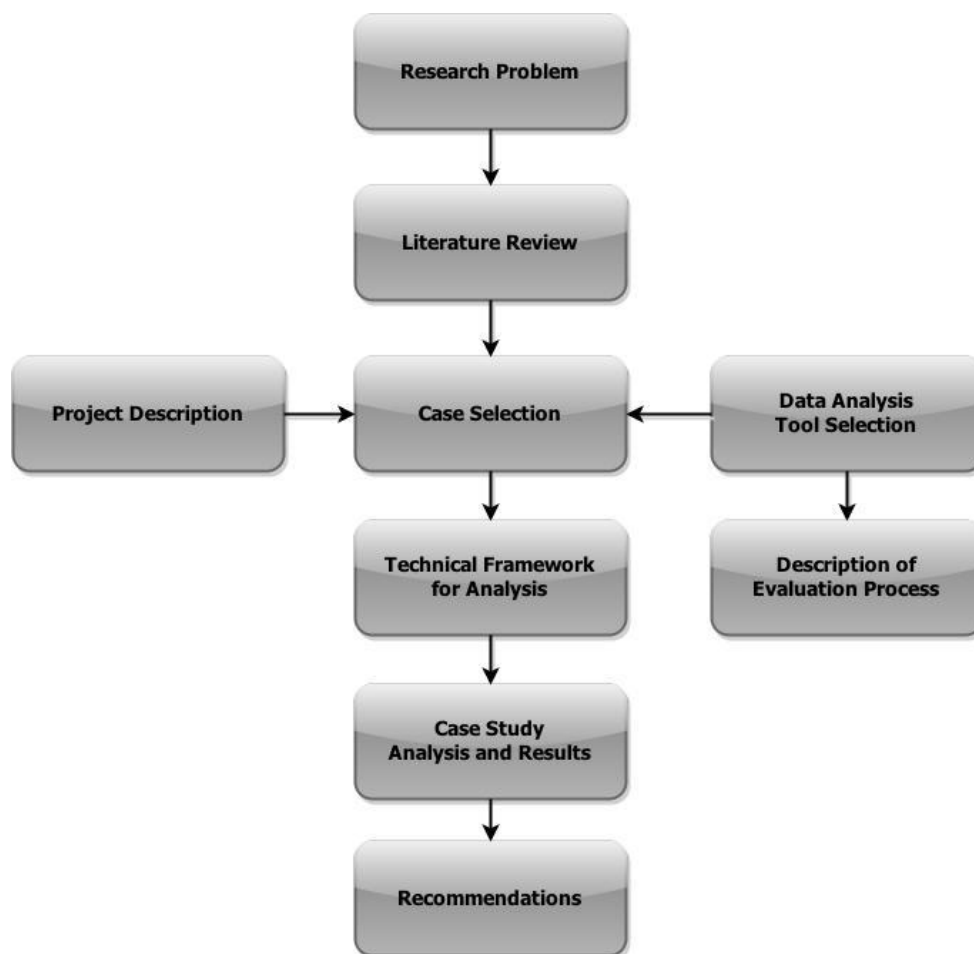 Research Problem
Literature Review
Project Description
Case Selection
Data Analysis
Tool Selection
Technical Framework
for Analysis
Description of
Evaluation Process
Case Study
Analysis and Results
Recommendations